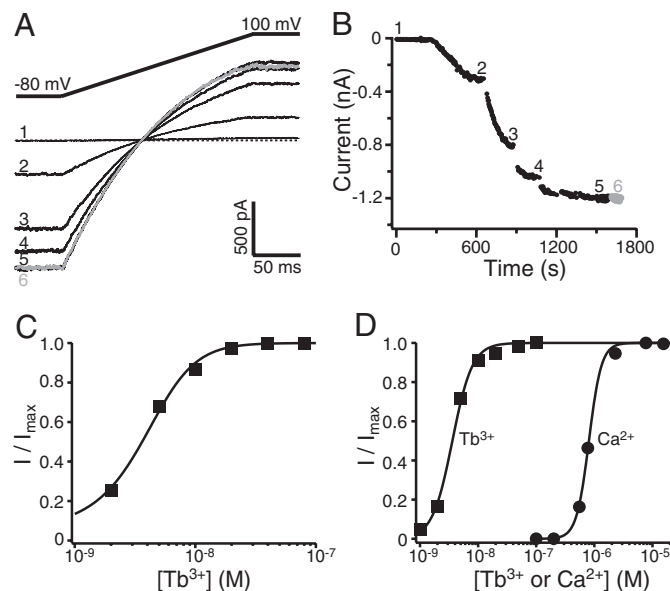 A
100 mV
-80 mV
1
2
3
4
5
6
500 pA
50 ms
B
1
2
3
4
5
6
0
-0.4
-0.8
-1.2
Current (nA)
0
600
1200
1800
Time (s)
C
1.0
0.8
0.6
0.4
0.2
0
I / Imax
10-9
10-8
10-7
[Tb3+] (M)
D
1.0
0.8
0.6
0.4
0.2
0
I / Imax
Tb3+
Ca2+
10-9
10-8
10-7
10-6
10-5
[Tb3+ or Ca2+] (M)